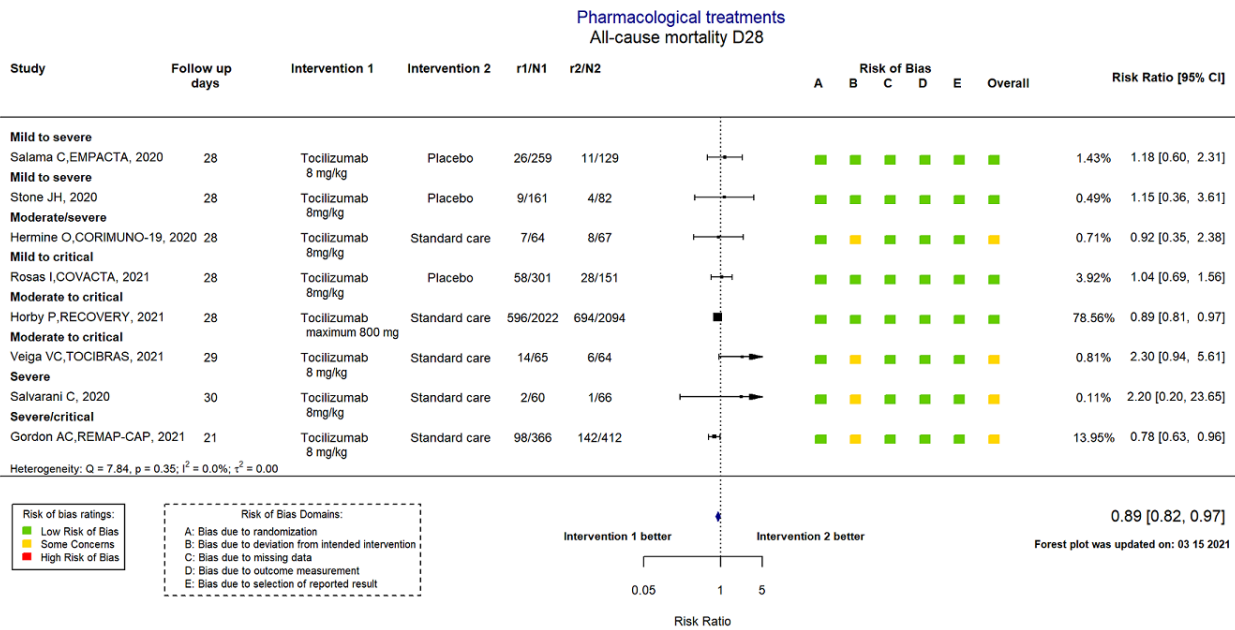 Pharmacological treatments
All-cause mortality D28
Study Follow up days Intervention 1 Intervention 2 r1/N1 r2/N2 Risk of Bias Risk Ratio [95% CI]
A B C D E Overall
Mild to severe
Salama C,EMPACTA, 2020 28 Tocilizumab 8 mg/kg Placebo 26/259 11/129 1.43% 1.18 [0.60, 2.31]
Mild to severe
Stone JH, 2020 28 Tocilizumab 8mg/kg Placebo 9/161 4/82 0.49% 1.15 [0.36, 3.61]
Moderate/severe
Hermine O,CORIMUNO-19, 2020 28 Tocilizumab 8mg/kg Standard care 7/64 8/67 0.71% 0.92 [0.35, 2.38]
Mild to critical
Rosas I,COVACTA, 2021 28 Tocilizumab 8mg/kg Placebo 58/301 28/151 3.92% 1.04 [0.69, 1.56]
Moderate to critical
Horby P,RECOVERY, 2021 28 Tocilizumab maximum 800 mg Standard care 596/2022 694/2094 78.56% 0.89 [0.81, 0.97]
Moderate to critical
Veiga VC,TOCIBRAS, 2021 29 Tocilizumab 8 mg/kg Standard care 14/65 6/64 0.81% 2.30 [0.94, 5.61]
Severe
Salvarani C, 2020 30 Tocilizumab 8mg/kg Standard care 2/60 1/66 0.11% 2.20 [0.20, 23.65]
Severe/critical
Gordon AC,REMAP-CAP, 2021 21 Tocilizumab 8 mg/kg Standard care 98/366 142/412 13.95% 0.78 [0.63, 0.96]
Heterogeneity: Q = 7.84, p = 0.35; I² = 0.0%; τ² = 0.00
Risk of bias ratings:
Low Risk of Bias
Some Concerns
High Risk of Bias
Risk of Bias Domains:
A: Bias due to randomization
B: Bias due to deviation from intended intervention
C: Bias due to missing data
D: Bias due to outcome measurement
E: Bias due to selection of reported result
0.89 [0.82, 0.97]
Intervention 1 better Intervention 2 better
Forest plot was updated on: 03 15 2021
0.05 1 5
Risk Ratio